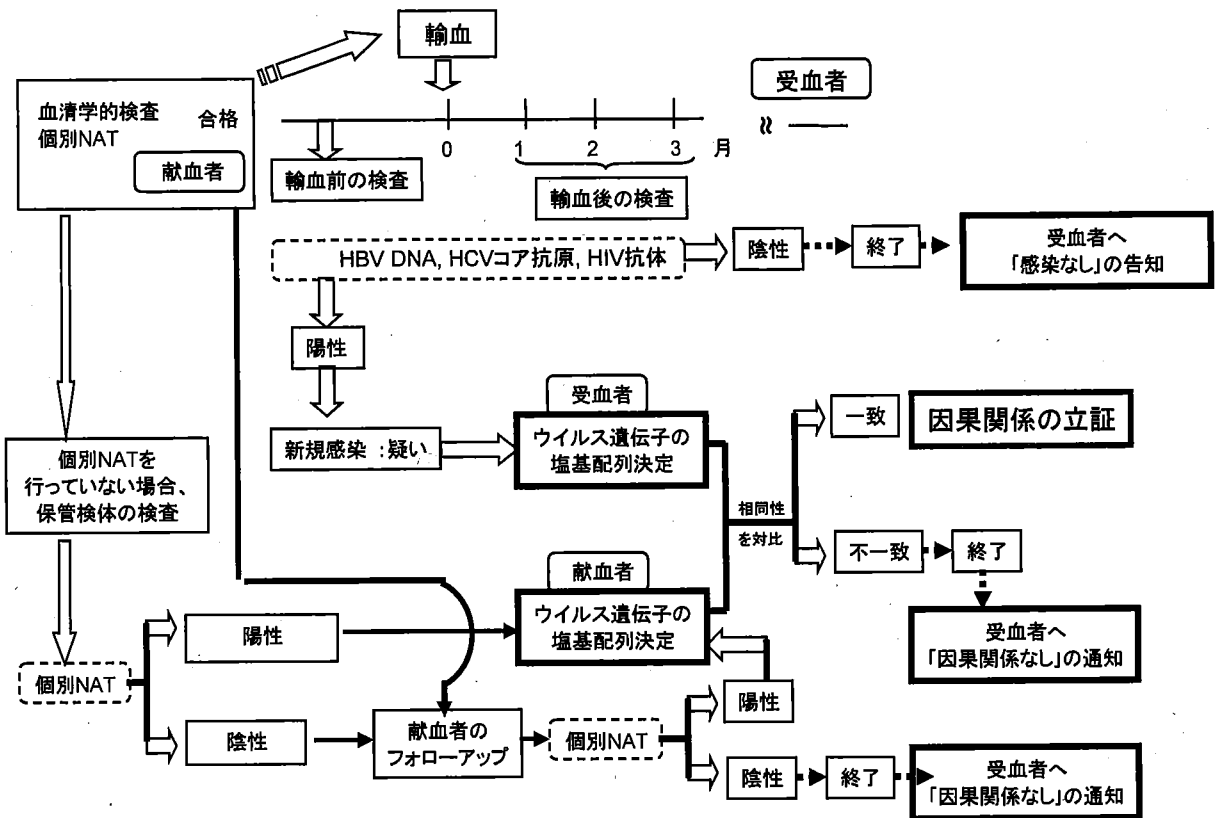 輸血
受血者
血清学的検査
個別NAT
合格
献血者
0 1 2 3 月
輸血前の検査
輸血後の検査
HBV DNA, HCVコア抗原, HIV抗体
陰性
終了
受血者へ
「感染なし」の告知
陽性
新規感染 :疑い
受血者
ウイルス遺伝子の
塩基配列決定
一致
因果関係の立証
相同性
を対比
不一致
終了
受血者へ
「因果関係なし」の通知
個別NATを
行っていない場合、
保管検体の検査
献血者
ウイルス遺伝子の
塩基配列決定
個別NAT
陽性
陰性
献血者の
フォローアップ
個別NAT
陽性
陰性
終了
受血者へ
「因果関係なし」の通知